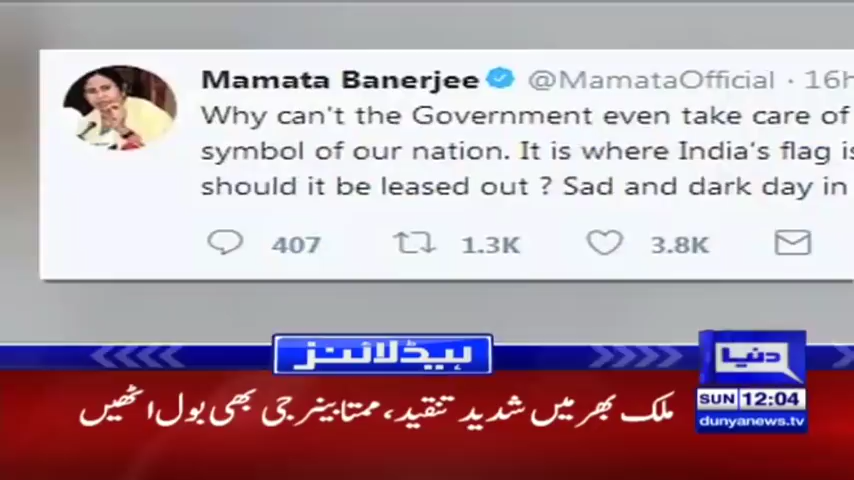 Mamata Banerjee @MamataOfficial · 16h
Why can't the Government even take care of
symbol of our nation. It is where India's flag is
should it be leased out ? Sad and dark day in
407 1.3K 3.8K
ہیڈلائنز
دنیا
SUN 12:04
dunyanews.tv
ملک بھر میں شدید تنقید، ممتا بینرجی بھی بول اٹھیں